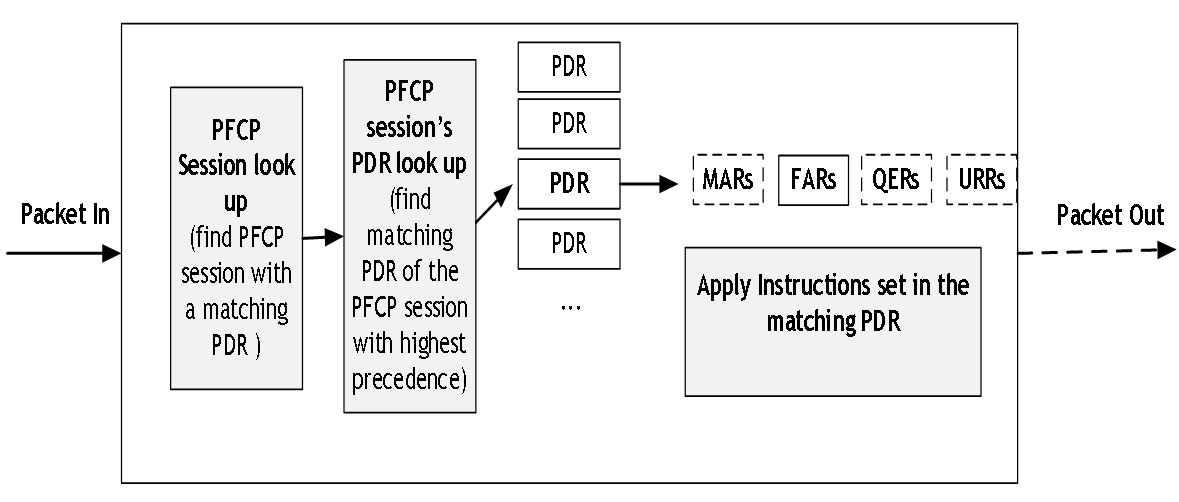 Packet In
PFCP
Session look
up
(find PFCP
session with
a matching
PDR )
PFCP
session's
PDR look up
(find
matching
PDR of the
PFCP session
with highest
precedence)
PDR
PDR
PDR
PDR
...
MARs
FARs
QERs
URRs
Apply Instructions set in the
matching PDR
Packet Out